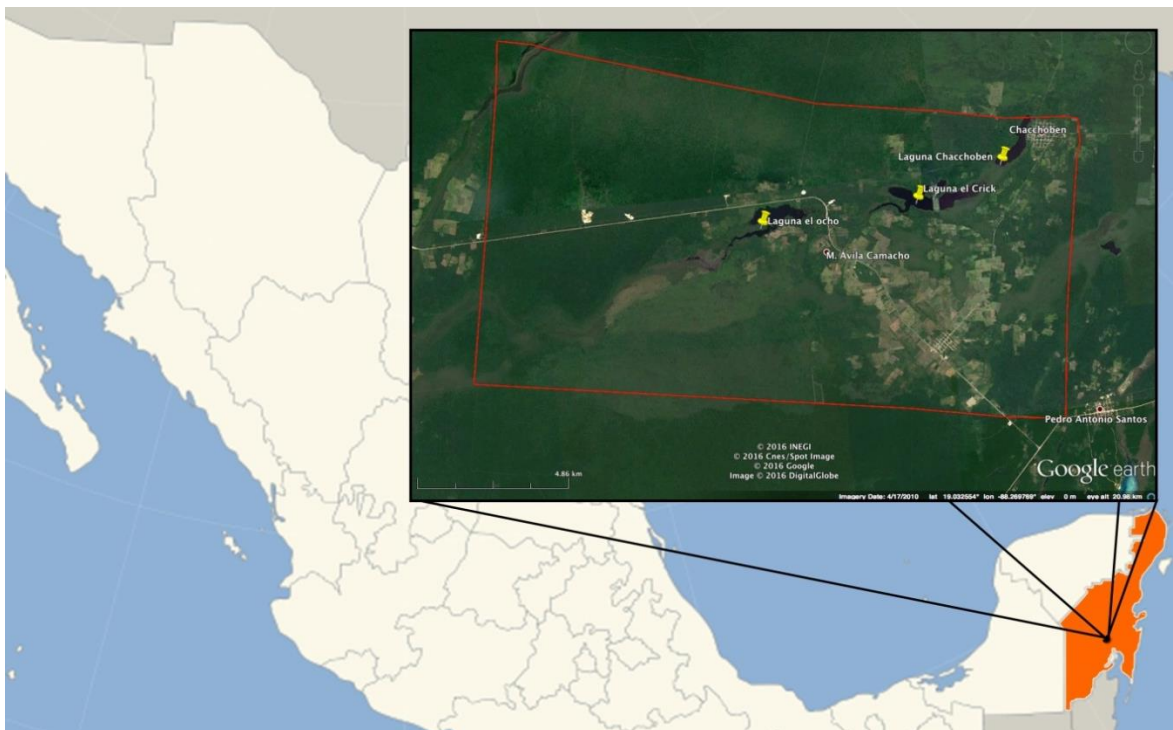 Chacchoben
Laguna Chacchoben
Laguna el Crick
Laguna el ocho
M. Avila Camacho
Pedro Antonio Santos
© 2016 INEGI
© 2016 Cnes/Spot Image
© 2016 Google
Image © 2016 DigitalGlobe
Google earth
4.86 km
Imagery Date: 4/17/2010 lat 19.032554° lon -88.269769° elev 0 m eye alt 20.98 km